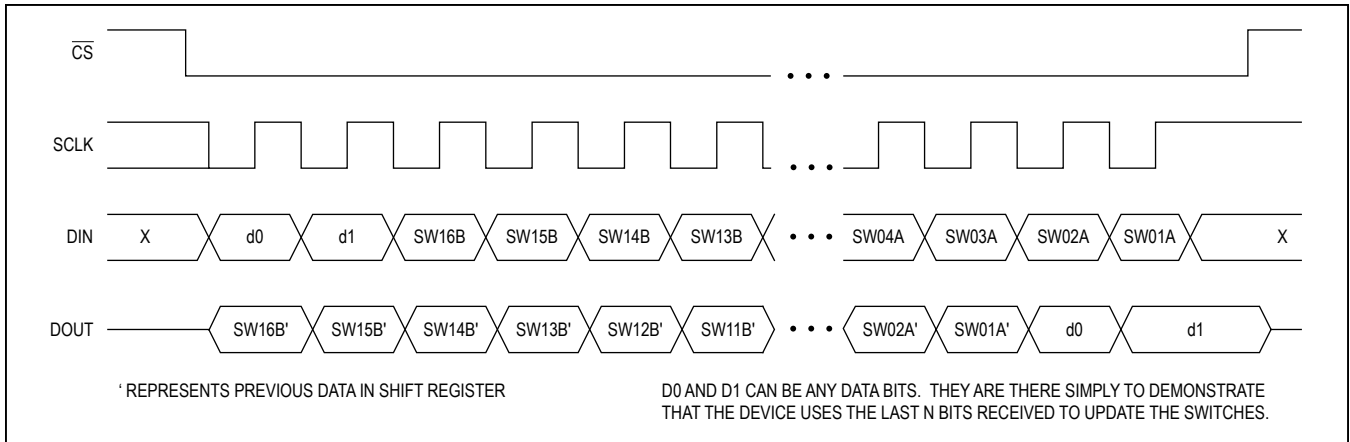 C̅S̅
SCLK
DIN X d0 d1 SW16B SW15B SW14B SW13B SW04A SW03A SW02A SW01A X
DOUT SW16B' SW15B' SW14B' SW13B' SW12B' SW11B' SW02A' SW01A' d0 d1
‘ REPRESENTS PREVIOUS DATA IN SHIFT REGISTER
D0 AND D1 CAN BE ANY DATA BITS. THEY ARE THERE SIMPLY TO DEMONSTRATE
THAT THE DEVICE USES THE LAST N BITS RECEIVED TO UPDATE THE SWITCHES.